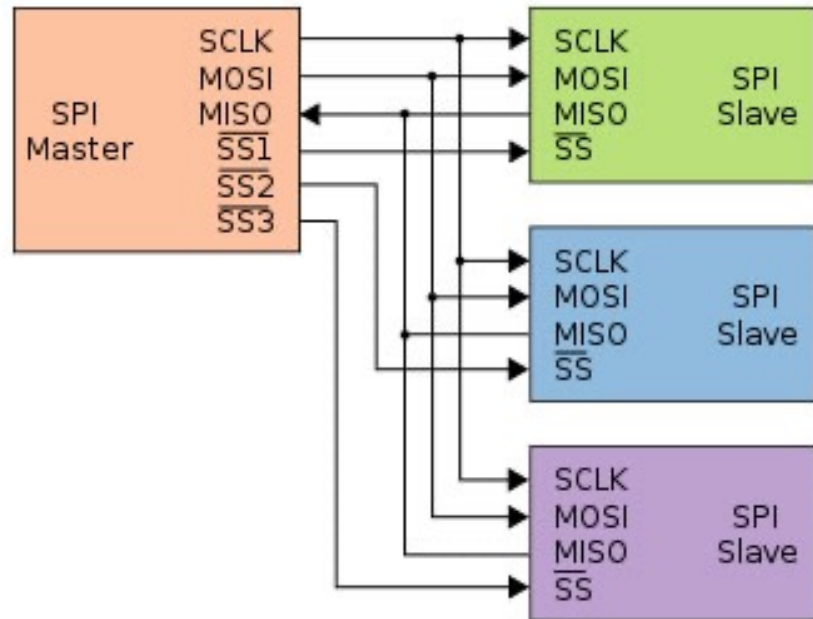 SCLK
MOSI
MISO
SS1
SS2
SS3
SPI
Master
SCLK
MOSI
MISO
SS
SPI
Slave
SCLK
MOSI
MISO
SS
SPI
Slave
SCLK
MOSI
MISO
SS
SPI
Slave